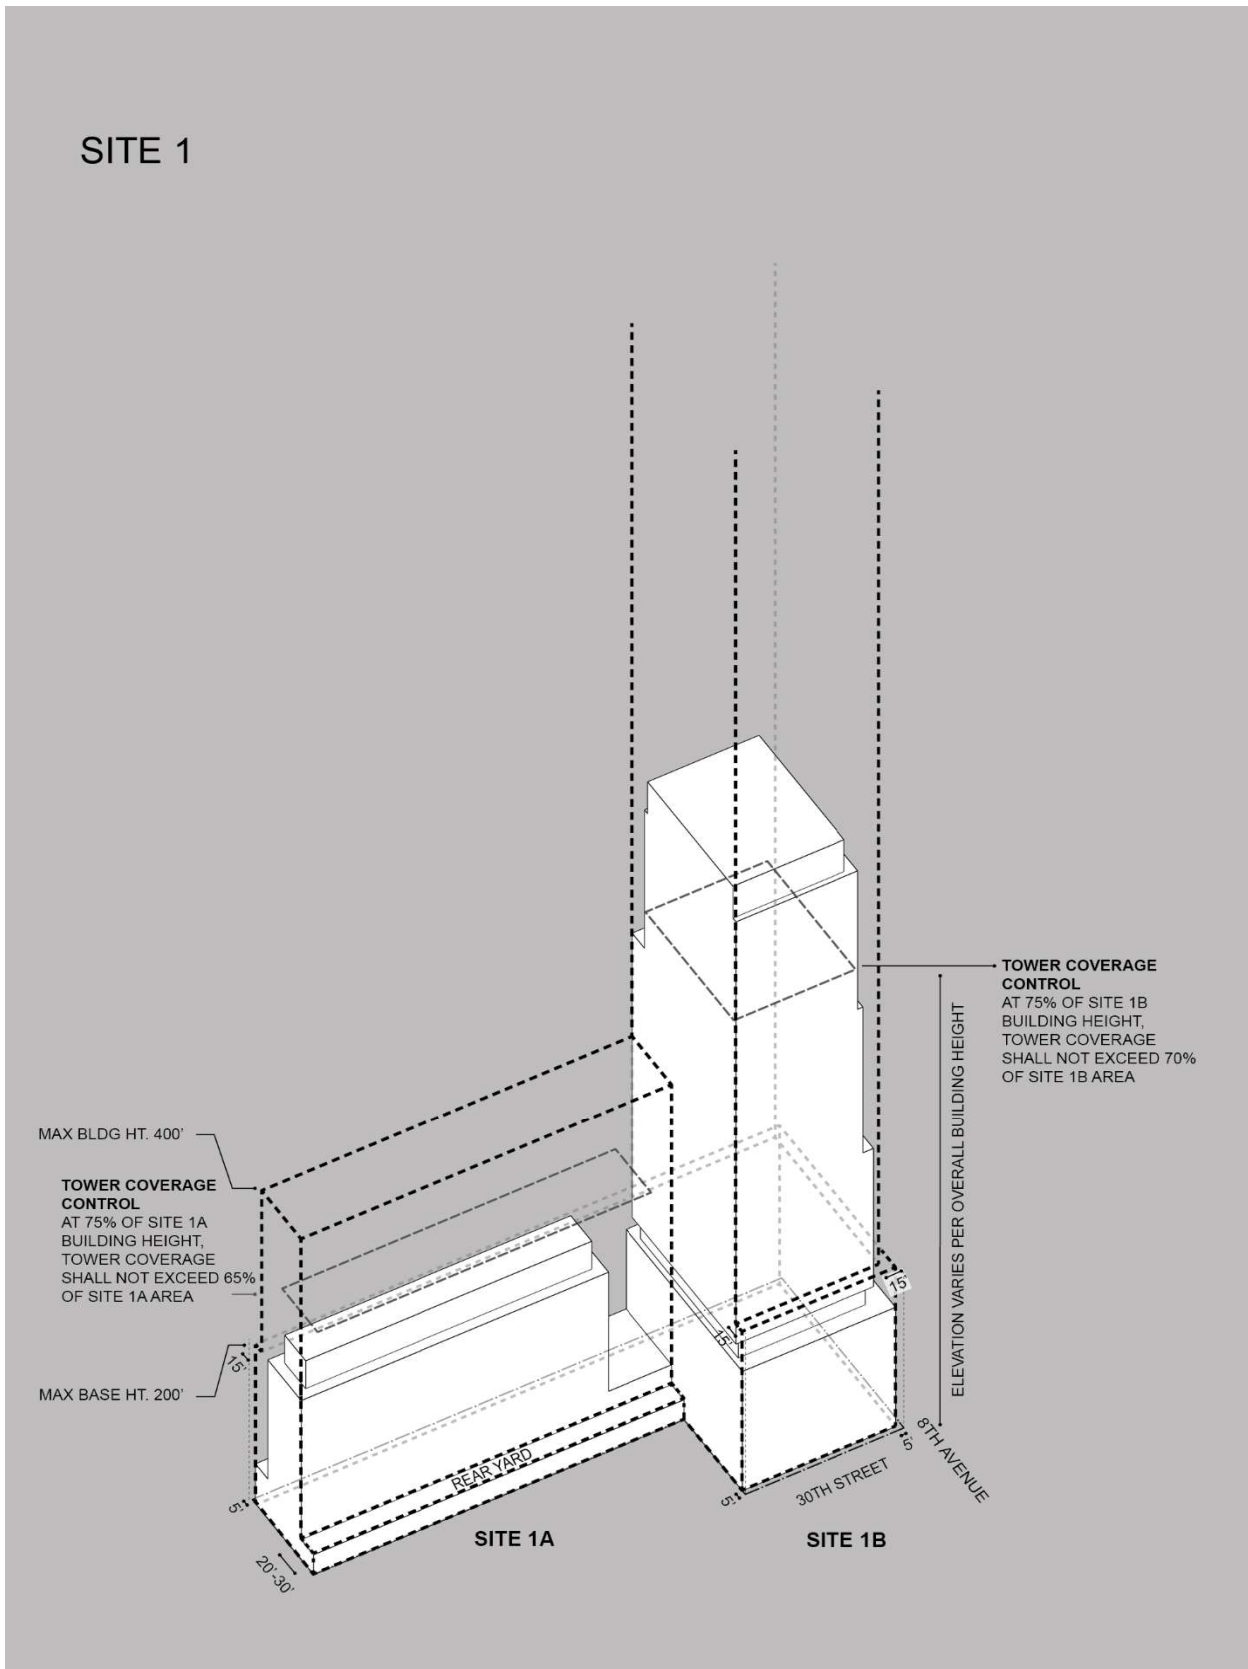 SITE 1
TOWER COVERAGE
CONTROL
AT 75% OF SITE 1B
BUILDING HEIGHT,
TOWER COVERAGE
SHALL NOT EXCEED 70%
OF SITE 1B AREA
ELEVATION VARIES PER OVERALL BUILDING HEIGHT
MAX BLDG HT. 400'
TOWER COVERAGE
CONTROL
AT 75% OF SITE 1A
BUILDING HEIGHT,
TOWER COVERAGE
SHALL NOT EXCEED 65%
OF SITE 1A AREA
15'
15'
15'
MAX BASE HT. 200'
REAR YARD
5'
5'
5'
30TH STREET
8TH AVENUE
SITE 1A
SITE 1B
20'-30'